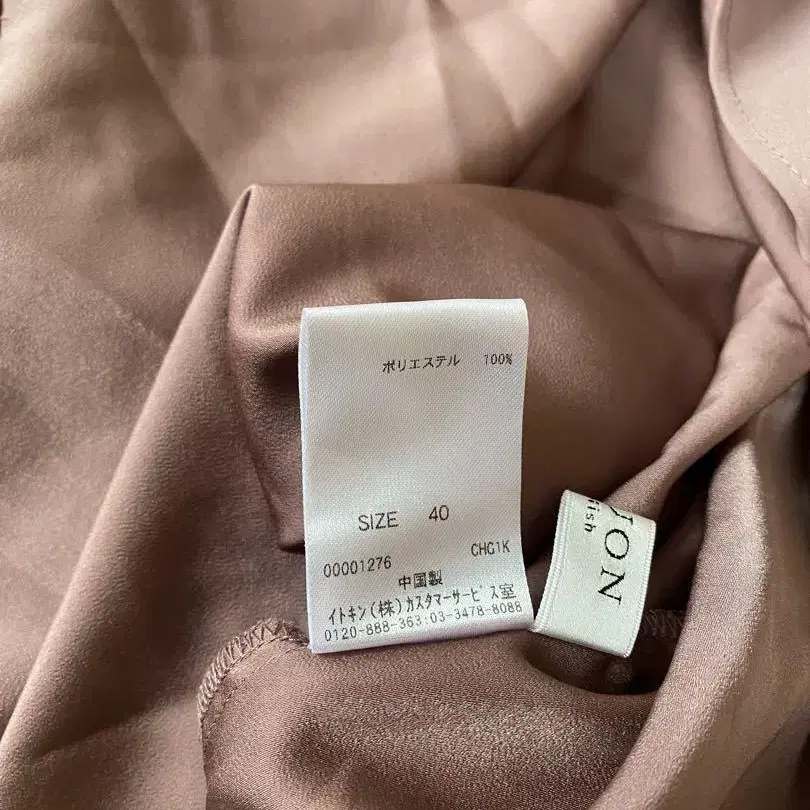 ポリエステル 100%
SIZE 40
00001276 CHG1K
中国製
イトキン(株)カスタマーサービス室
0120-888-363・03-3478-8088